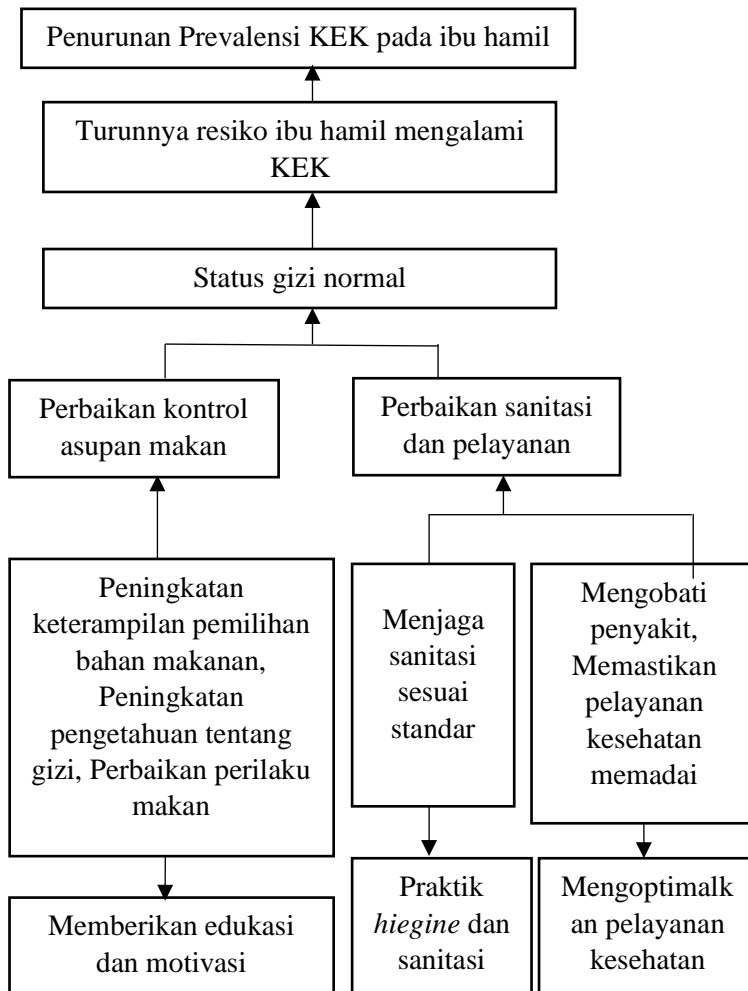 Penurunan Prevalensi KEK pada ibu hamil
Turunnya resiko ibu hamil mengalami
KEK
Status gizi normal
Perbaikan kontrol
asupan makan
Perbaikan sanitasi
dan pelayanan
Peningkatan
keterampilan pemilihan
bahan makanan,
Peningkatan
pengetahuan tentang
gizi, Perbaikan perilaku
makan
Menjaga
sanitasi
sesuai
standar
Mengobati
penyakit,
Memastikan
pelayanan
kesehatan
memadai
Memberikan edukasi
dan motivasi
Praktik
hiegine dan
sanitasi
Mengoptimalk
an pelayanan
kesehatan